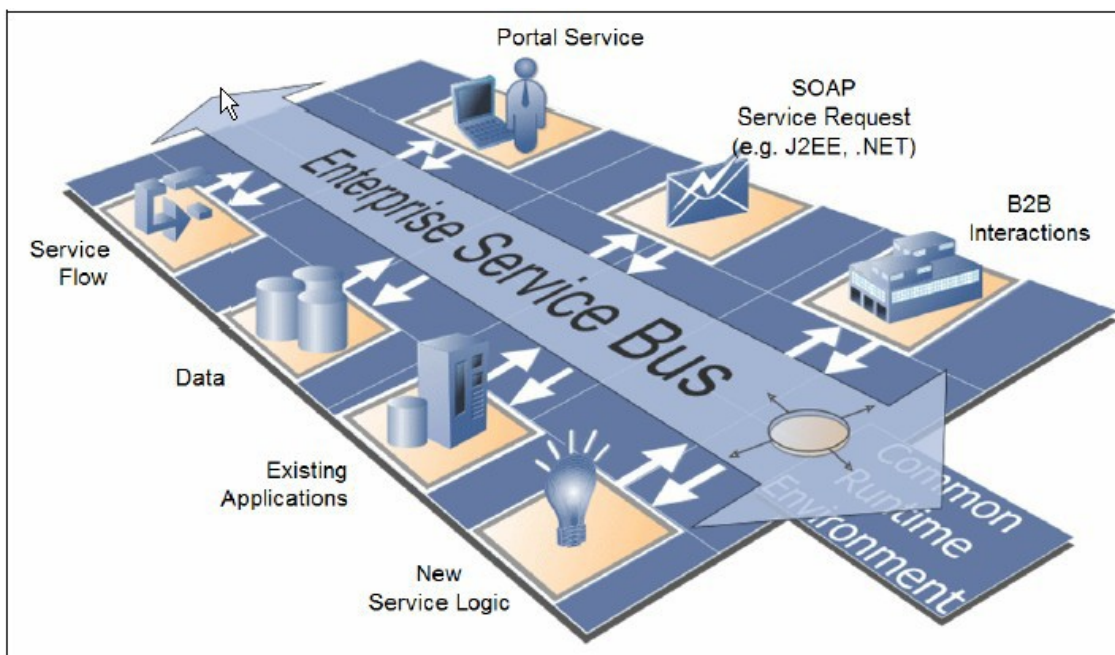 Portal Service
SOAP
Service Request
(e.g. J2EE, .NET)
B2B
Interactions
Enterprise Service Bus
Service
Flow
Data
Existing
Applications
New
Service Logic
Common
Runtime
Environment